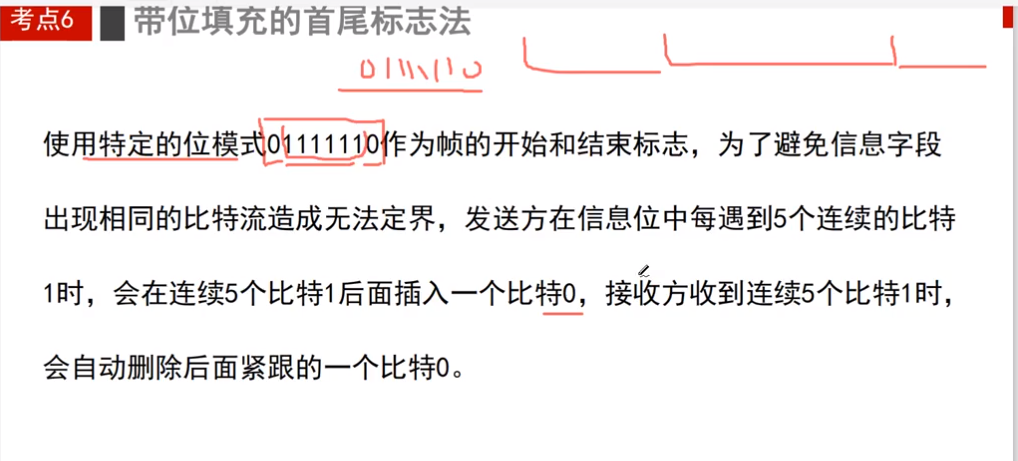 考点6 带位填充的首尾标志法
01111110
使用特定的位模式01111110作为帧的开始和结束标志，为了避免信息字段
出现相同的比特流造成无法定界，发送方在信息位中每遇到5个连续的比特
1时，会在连续5个比特1后面插入一个比特0，接收方收到连续5个比特1时，
会自动删除后面紧跟的一个比特0。